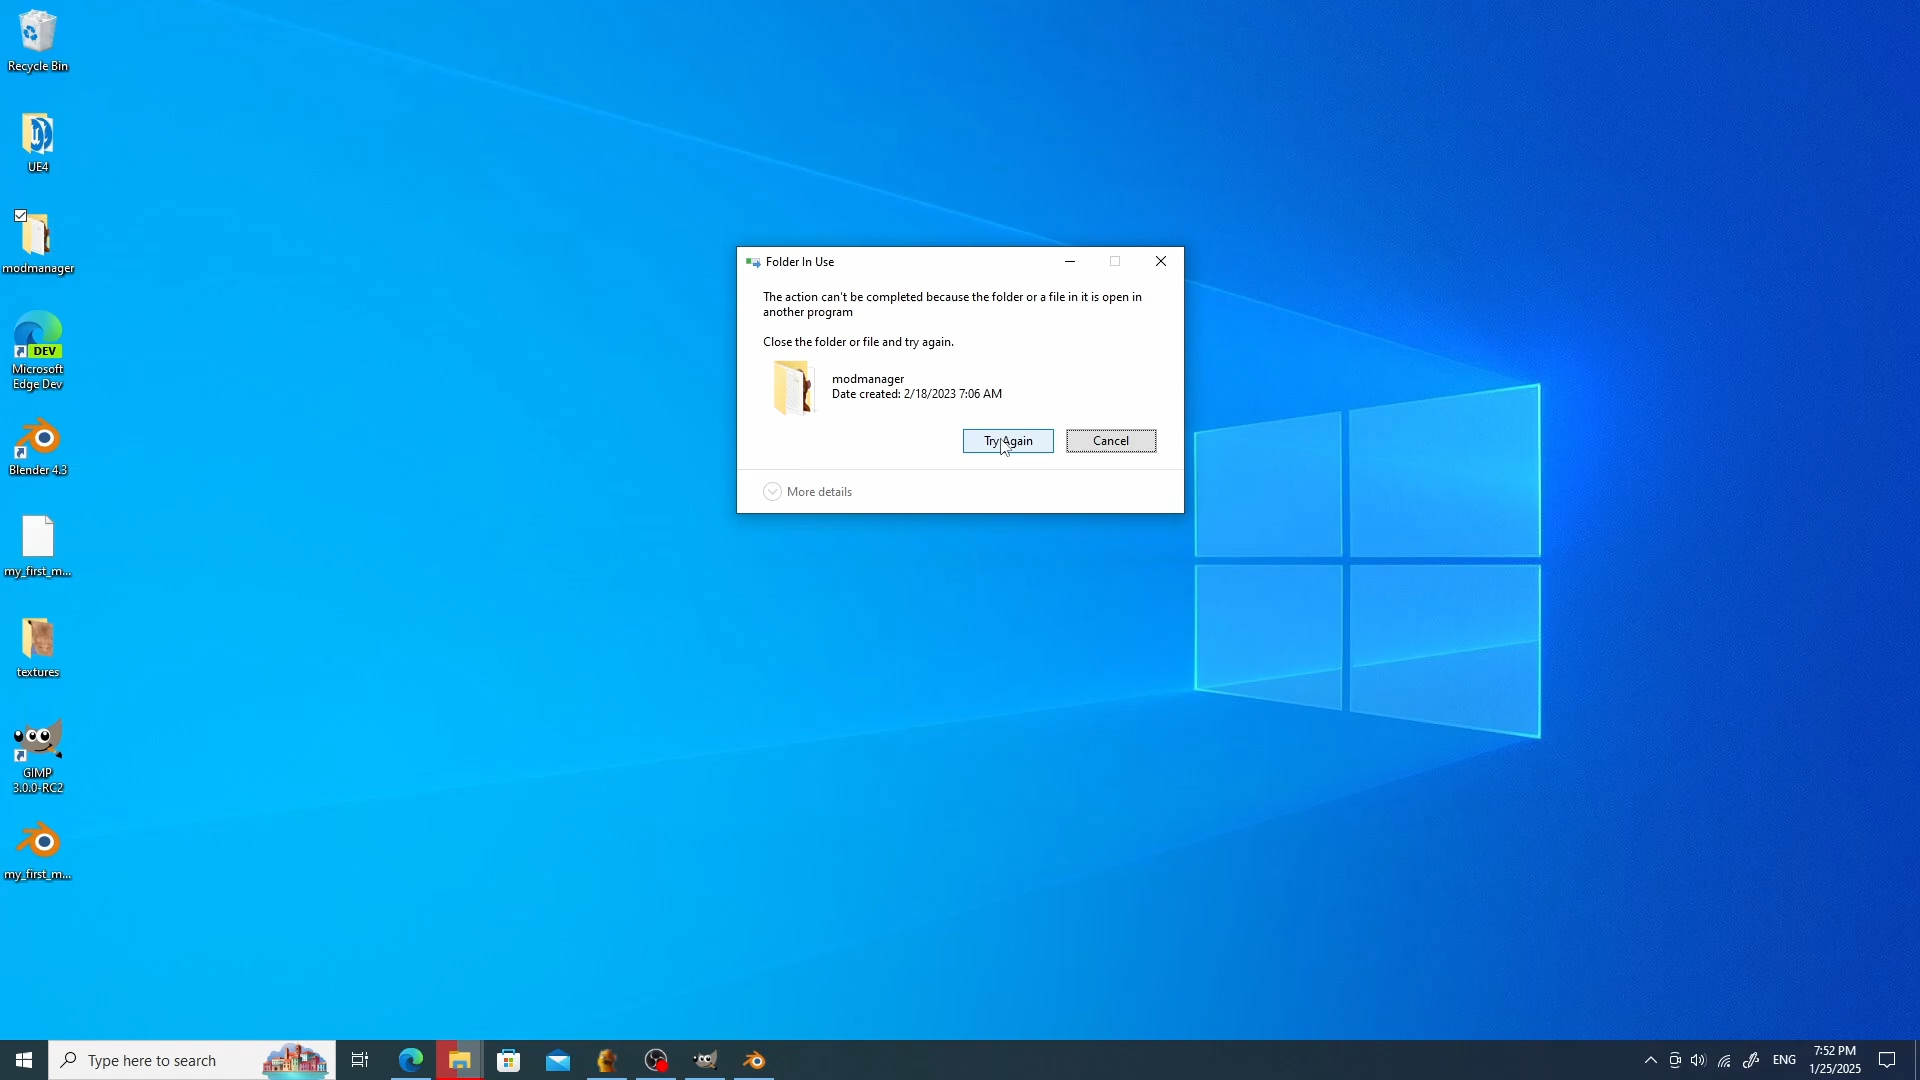 Recycle Bin
UE4
modmanager
DEV
Microsoft
Edge Dev
Blender 4.3
my_first_m...
textures
GIMP
3.0.0-RC2
my_first_m...
Folder In Use
The action can't be completed because the folder or a file in it is open in
another program
Close the folder or file and try again.
modmanager
Date created: 2/18/2023 7:06 AM
Try Again
Cancel
More details
Type here to search
ENG
7:52 PM
1/25/2025